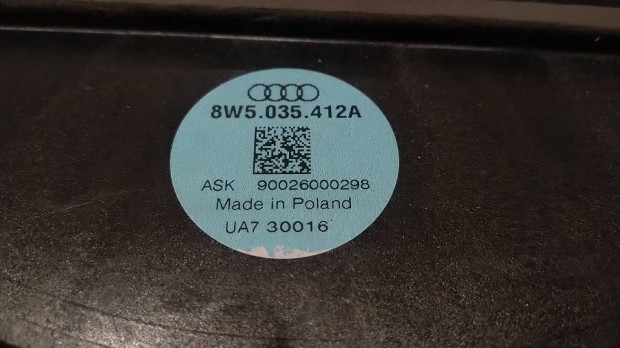 8W5.035.412A
ASK 90026000298
Made in Poland
UA7 30016